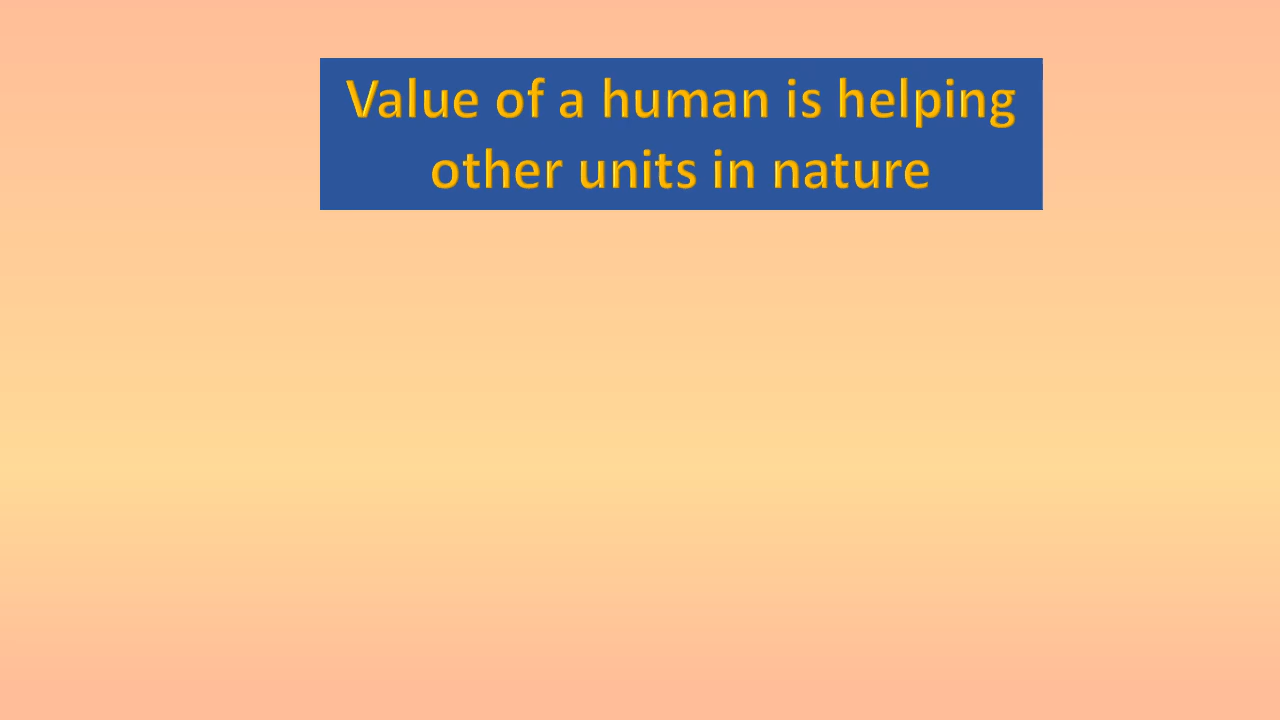 Value of a human is helping
other units in nature